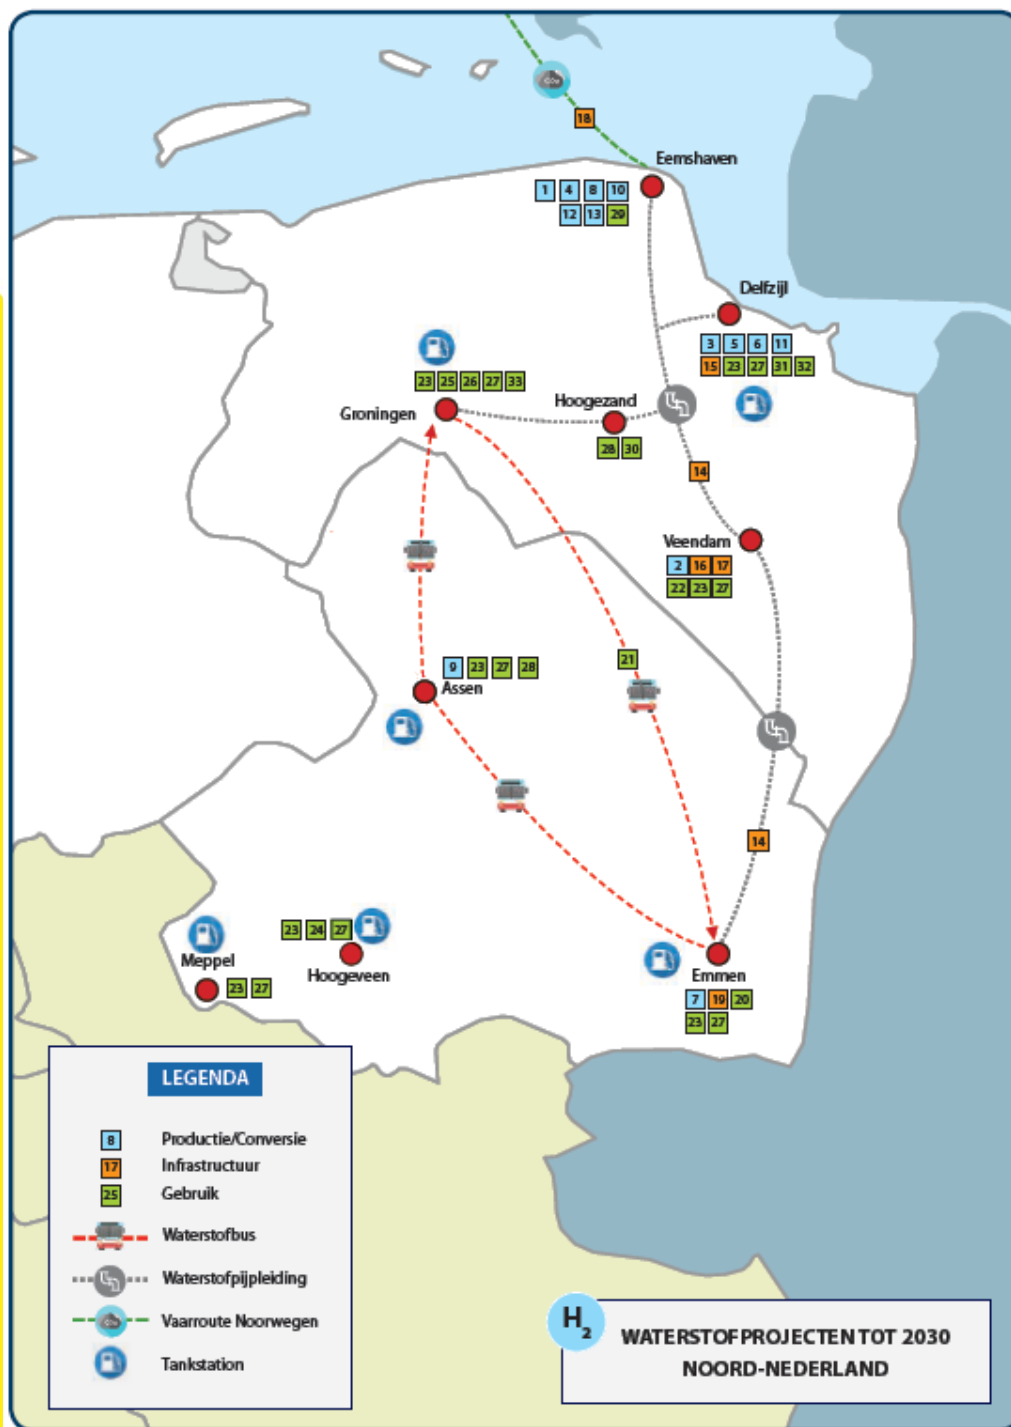 18
Eemshaven
1 4 8 10
12 13 29
Delfzijl
3 5 6 11
15 23 27 31 32
23 25 26 27 33
Groningen
Hoogezand
28 30
14
Veendam
2 16 17
22 23 27
21
9 23 27 28
Assen
14
23 24 27
Hoogeveen
Meppel
23 27
Emmen
7 19 20
23 27
LEGENDA
8 Productie/Conversie
17 Infrastructuur
25 Gebruik
Waterstofbus
Waterstofpijpleiding
Vaarroute Noorwegen
Tankstation
H2
WATERSTOFPROJECTEN TOT 2030
NOORD-NEDERLAND